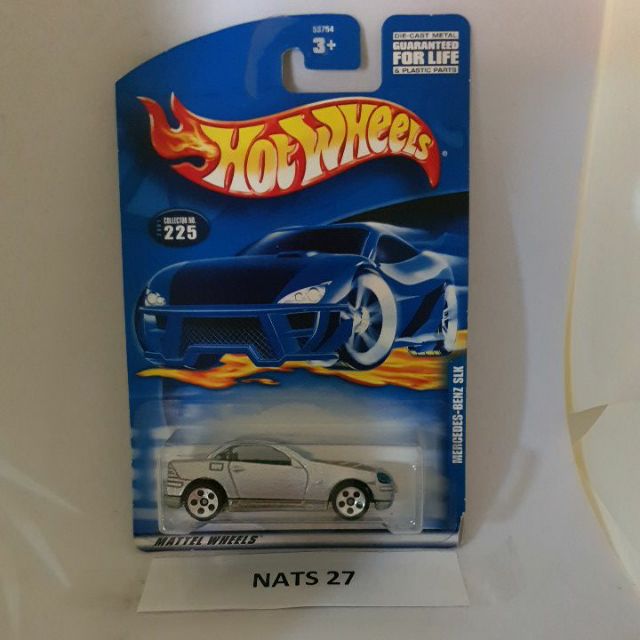 53754
3+
DIE-CAST METAL
GUARANTEED
FOR LIFE
& PLASTIC PARTS
HOT WHEELS
®
COLLECTOR NO.
225
MERCEDES-BENZ SLK
MATTEL WHEELS
NATS 27